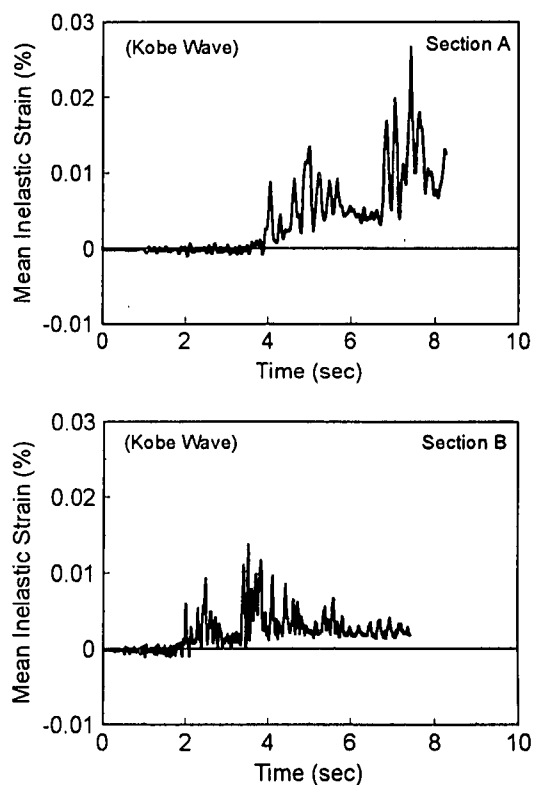 0.03
(Kobe Wave) Section A
0.02
0.01
0
-0.01
0 2 4 6 8 10
Time (sec)
Mean Inelastic Strain (%)
0.03
(Kobe Wave) Section B
0.02
0.01
0
-0.01
0 2 4 6 8 10
Time (sec)
Mean Inelastic Strain (%)